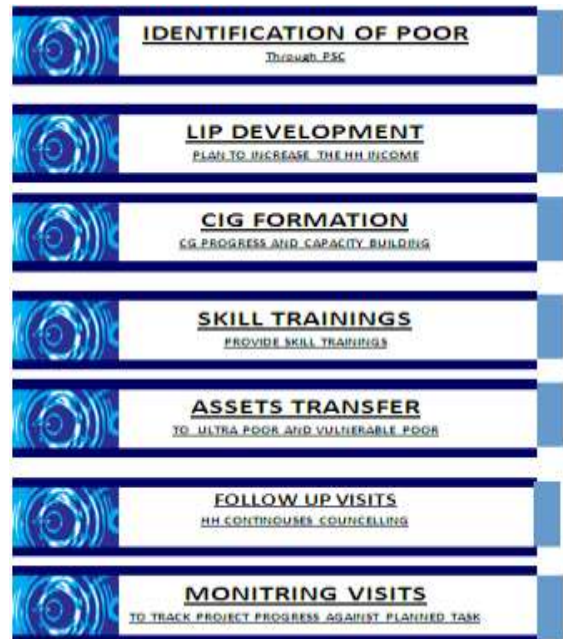 IDENTIFICATION OF POOR
Through PSC
LIP DEVELOPMENT
PLAN TO INCREASE THE HH INCOME
CIG FORMATION
CG PROGRESS AND CAPACITY BUILDING
SKILL TRAININGS
PROVIDE SKILL TRAININGS
ASSETS TRANSFER
TO ULTRA POOR AND VULNERABLE POOR
FOLLOW UP VISITS
HH CONTINOUSES COUNCELLING
MONITRING VISITS
TO TRACK PROJECT PROGRESS AGAINST PLANNED TASK